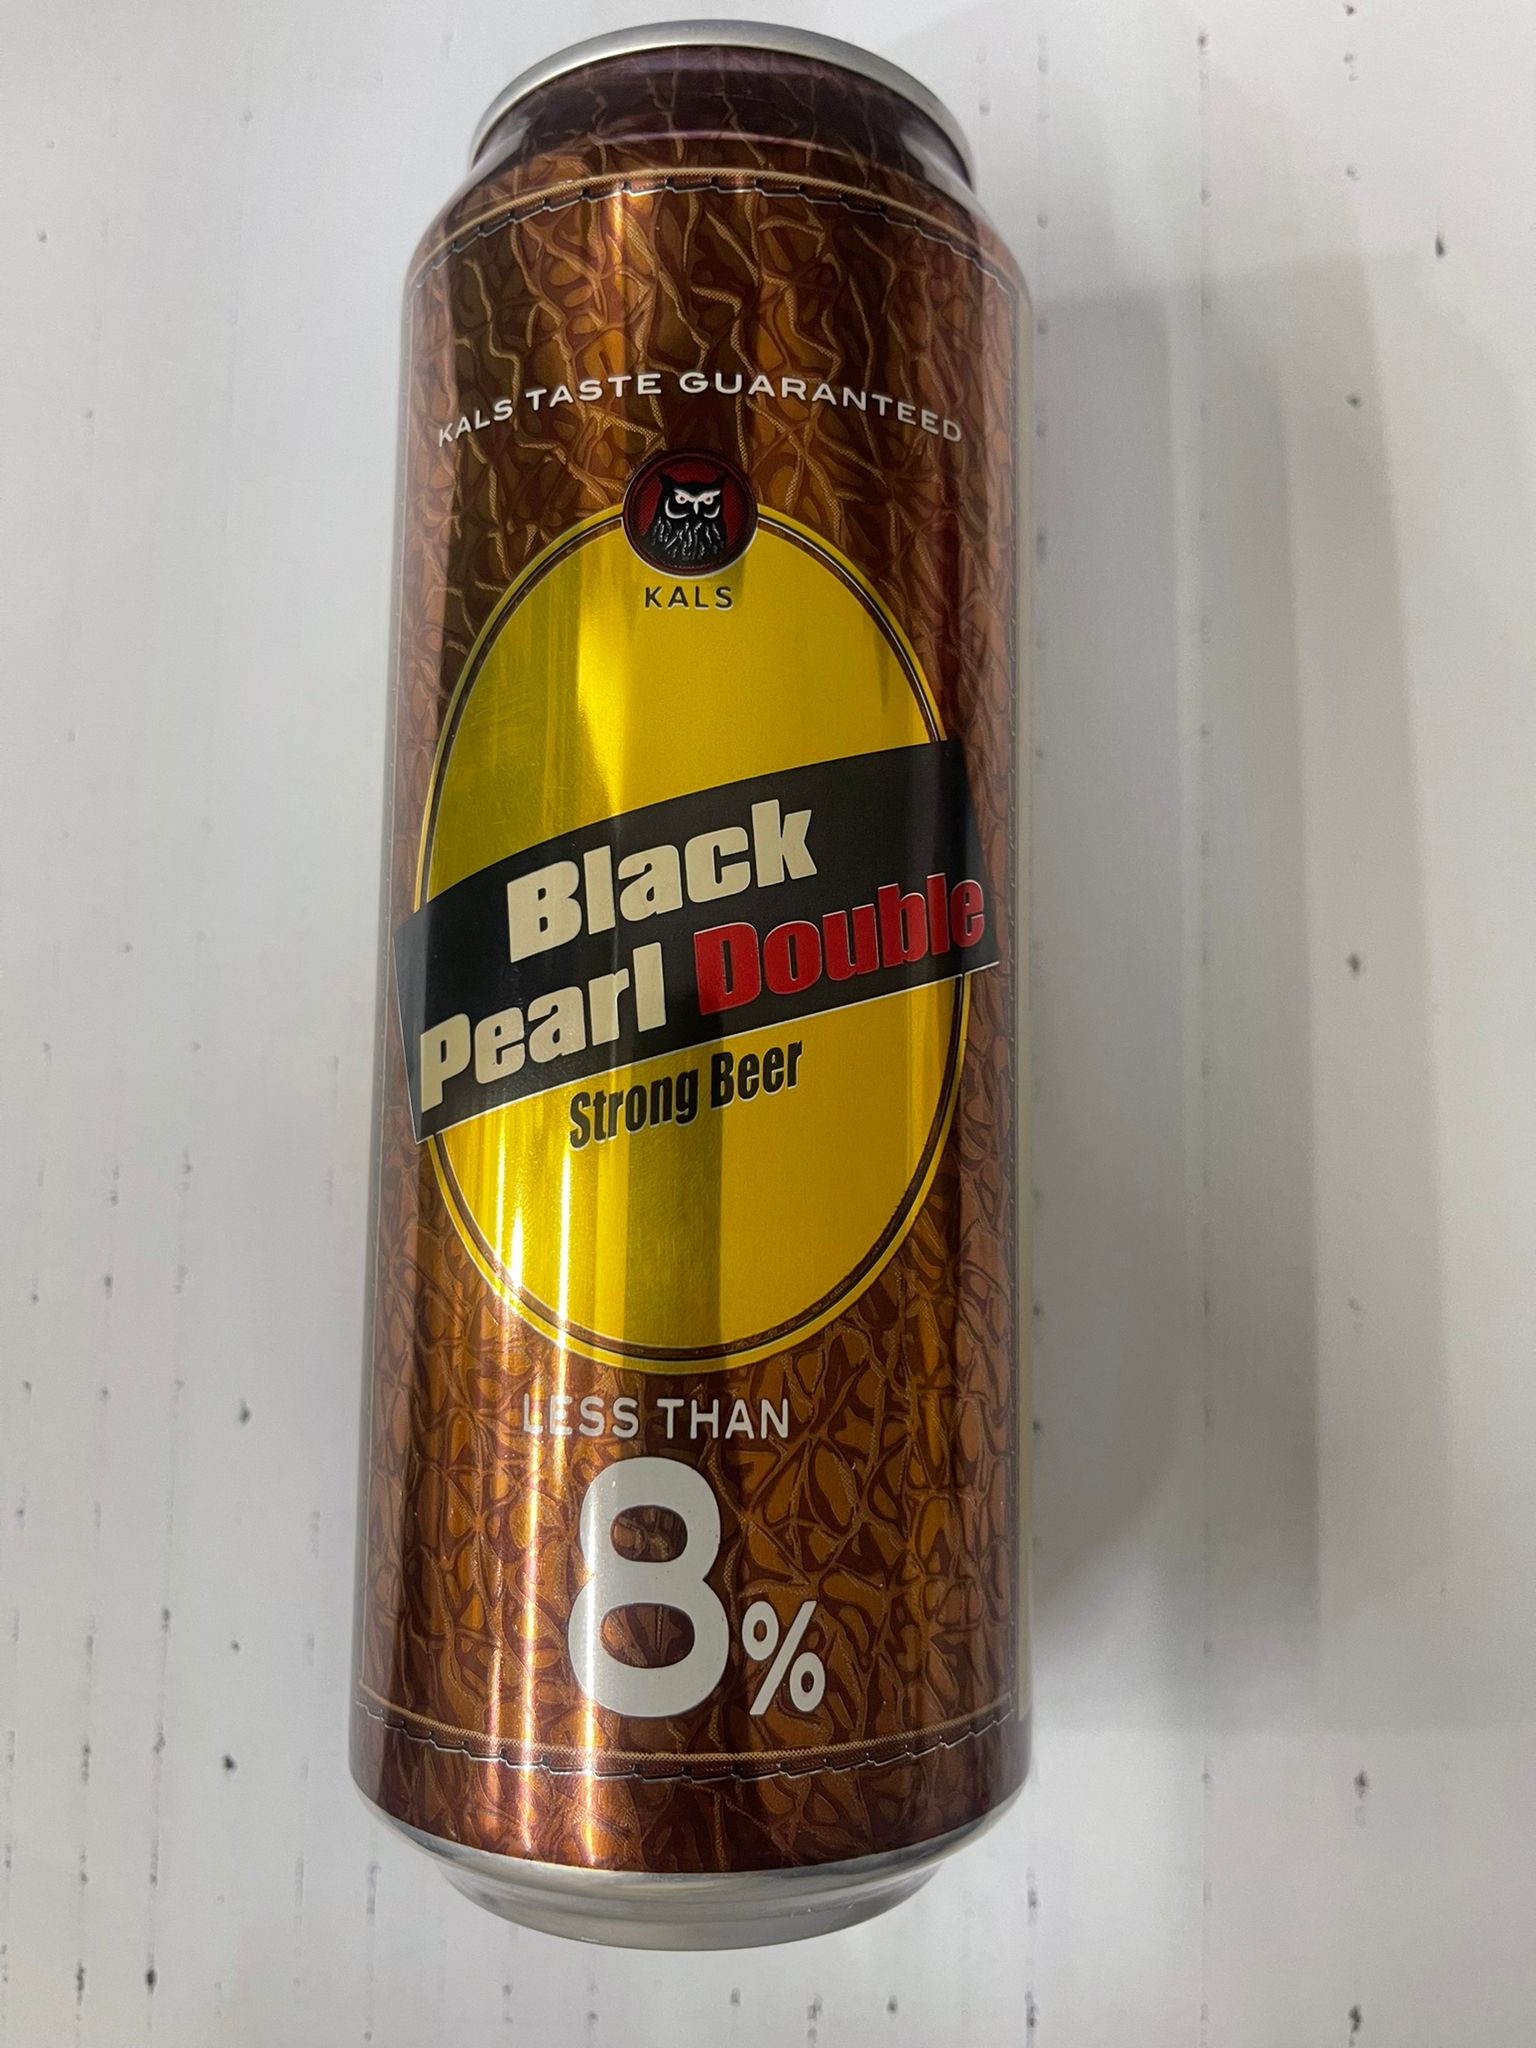 KALS TASTE GUARANTEED
KALS
Black
Pearl Double
Strong Beer
LESS THAN
8%